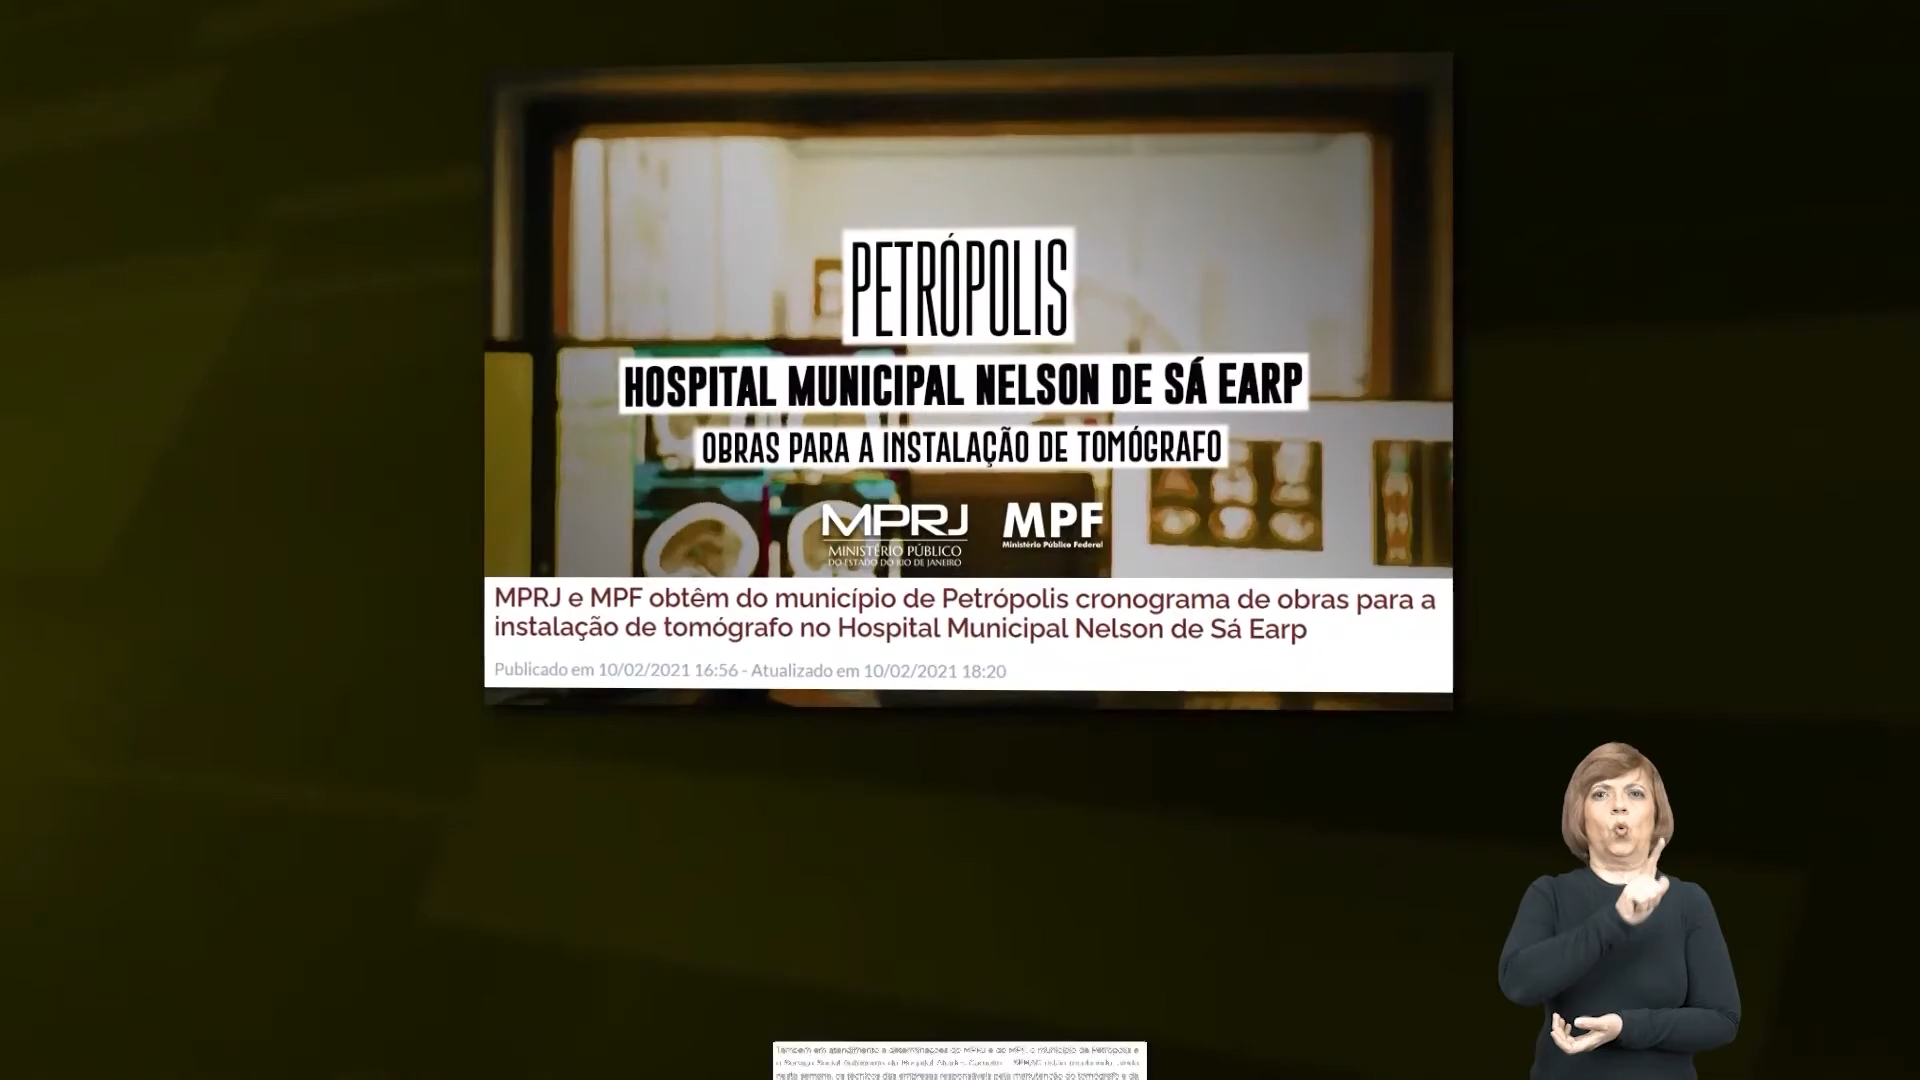 PETRÓPOLIS
HOSPITAL MUNICIPAL NELSON DE SÁ EARP
OBRAS PARA A INSTALAÇÃO DE TOMÓGRAFO
MPRJ
MINISTÉRIO PÚBLICO
DO ESTADO DO RIO DE JANEIRO
MPF
Ministério Público Federal
MPRJ e MPF obtêm do município de Petrópolis cronograma de obras para a
instalação de tomógrafo no Hospital Municipal Nelson de Sá Earp
Publicado em 10/02/2021 16:56 - Atualizado em 10/02/2021 18:20